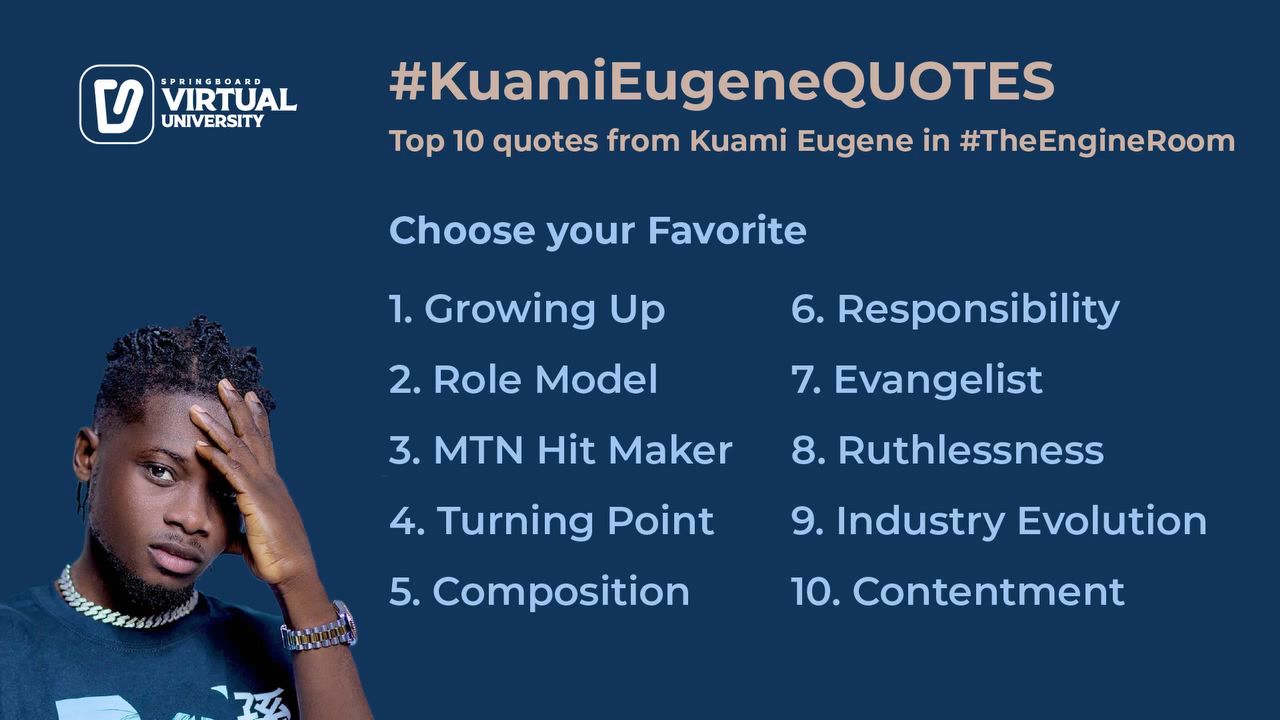 SPRINGBOARD
VIRTUAL
UNIVERSITY
#KuamiEugeneQUOTES
Top 10 quotes from Kuami Eugene in #TheEngineRoom
Choose your Favorite
1. Growing Up
2. Role Model
3. MTN Hit Maker
4. Turning Point
5. Composition
6. Responsibility
7. Evangelist
8. Ruthlessness
9. Industry Evolution
10. Contentment